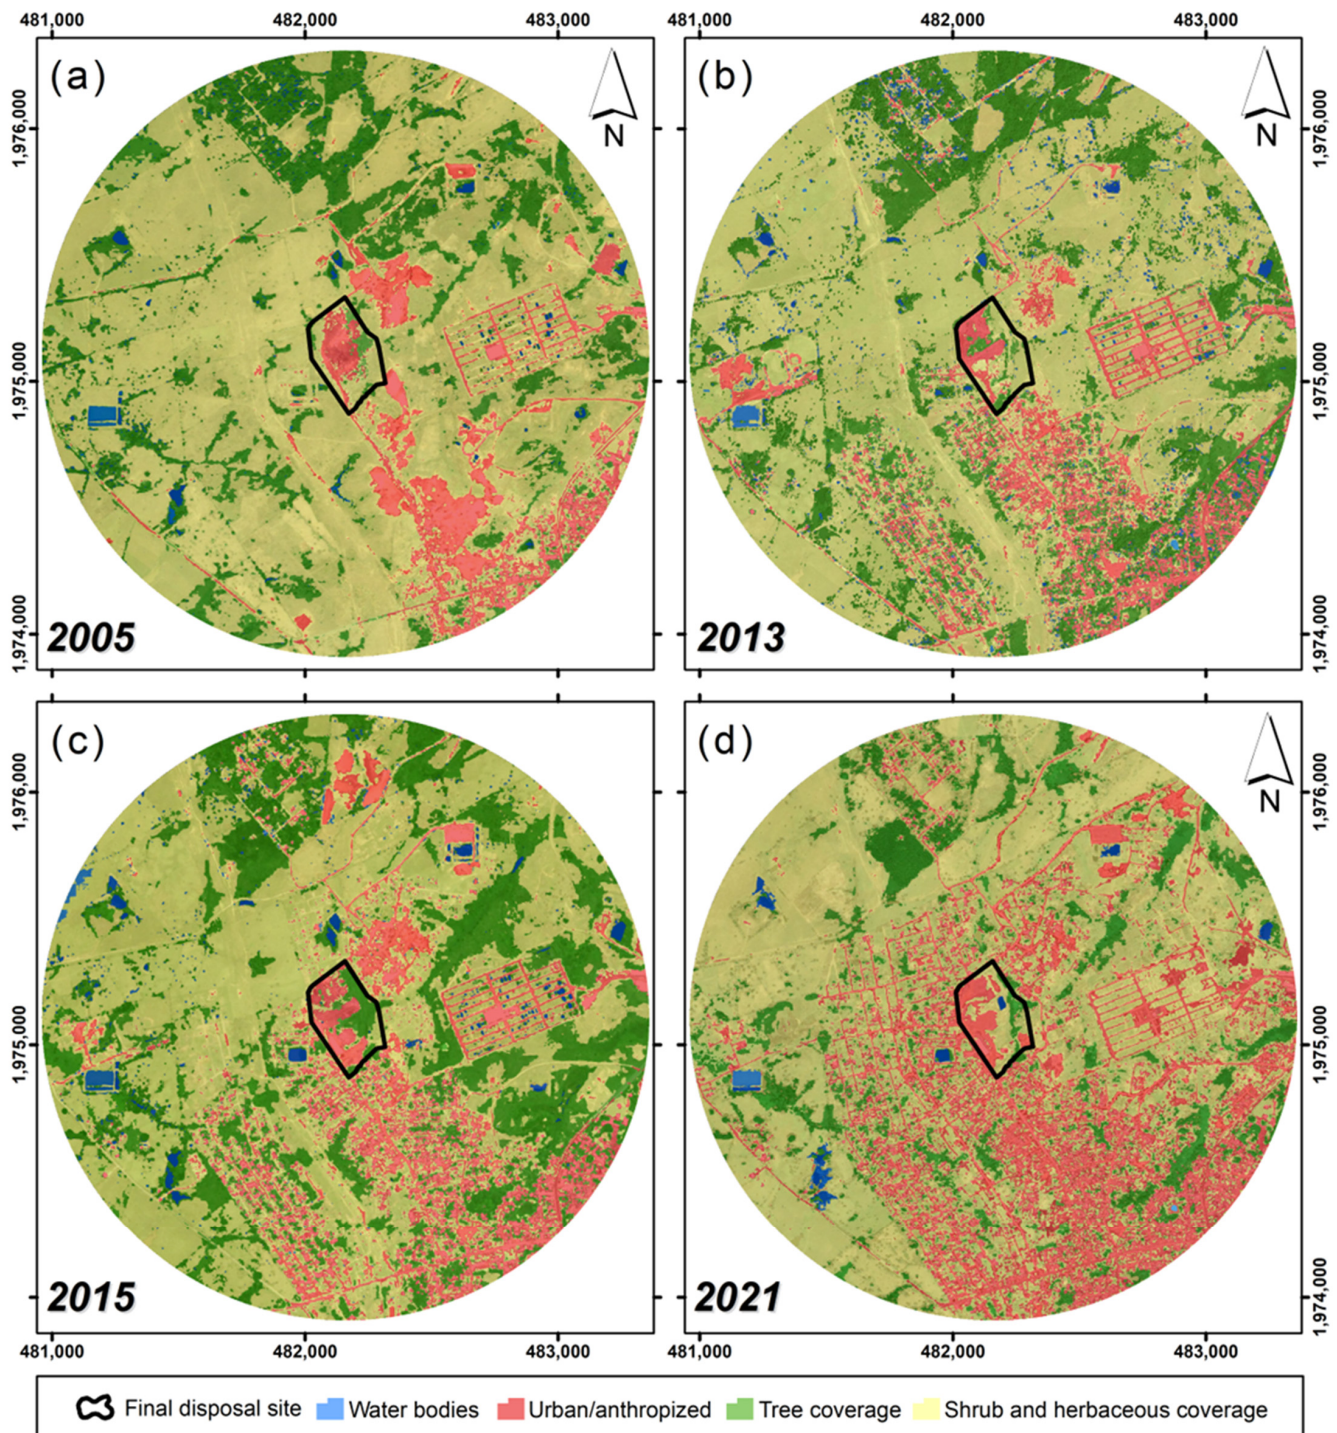 481,000 482,000 483,000 481,000 482,000 483,000
(a) N (b) N
1,976,000 1,976,000
1,975,000 1,975,000
1,974,000 1,974,000
2005 2013
(c) (d) N
1,976,000 1,976,000
1,975,000 1,975,000
1,974,000 1,974,000
2015 2021
481,000 482,000 483,000 481,000 482,000 483,000
Final disposal site Water bodies Urban/anthropized Tree coverage Shrub and herbaceous coverage